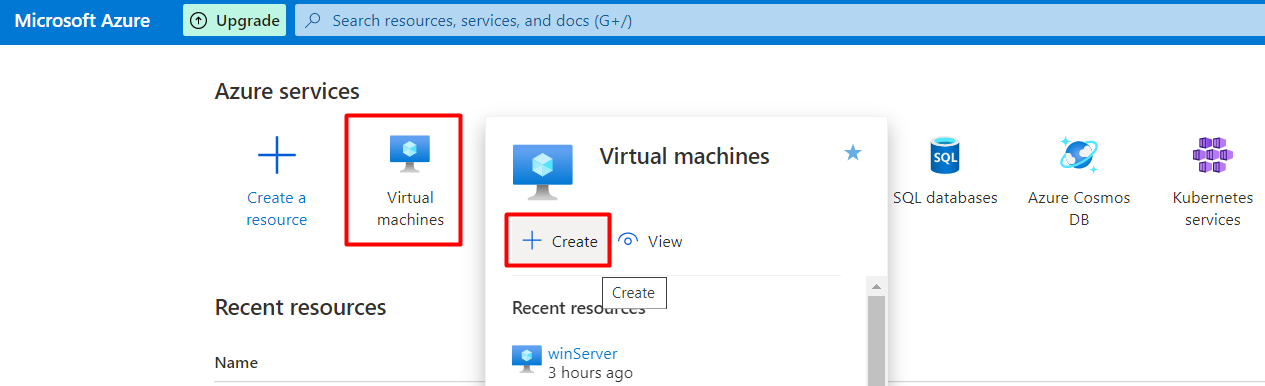 Microsoft Azure
Upgrade
Search resources, services, and docs (G+/)
Azure services
Create a
resource
Virtual
machines
Virtual machines
Create
View
Create
Recent resources
winServer
3 hours ago
SQL
SQL databases
Azure Cosmos
DB
Kubernetes
services
Recent resources
Name